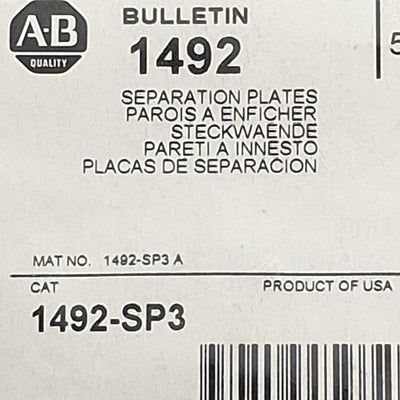 A-B
QUALITY
BULLETIN
1492
5
SEPARATION PLATES
PAROIS A ENFICHER
STECKWAENDE
PARETI A INNESTO
PLACAS DE SEPARACION
MAT NO. 1492-SP3 A
CAT
PRODUCT OF USA
1492-SP3